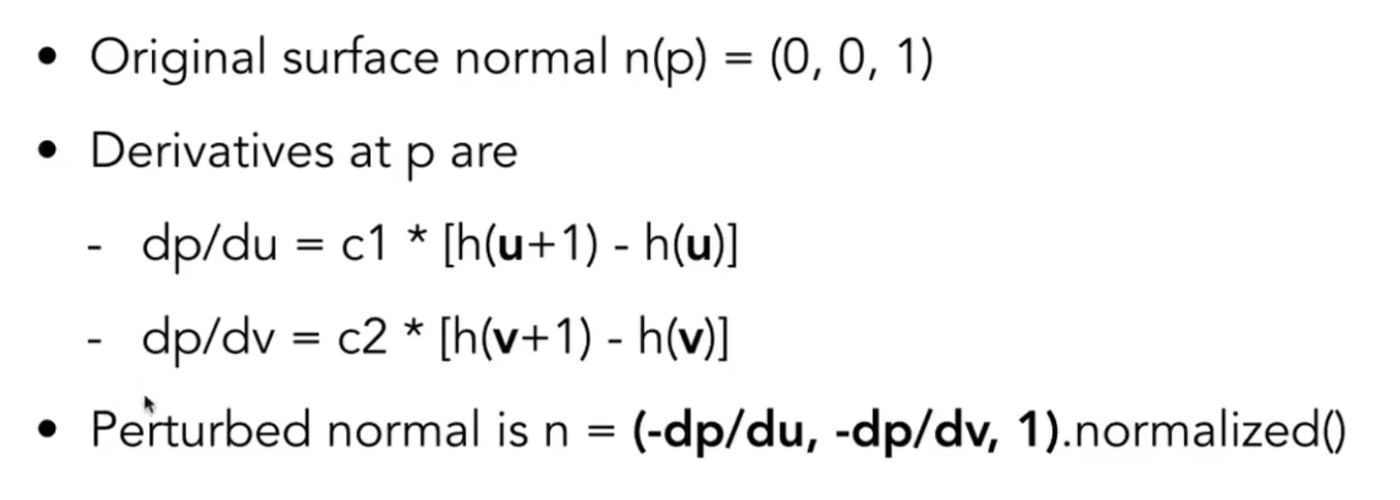 • Original surface normal n(p) = (0, 0, 1)
• Derivatives at p are
- dp/du = c1 * [h(u+1) - h(u)]
- dp/dv = c2 * [h(v+1) - h(v)]
• Perturbed normal is n = (-dp/du, -dp/dv, 1).normalized()